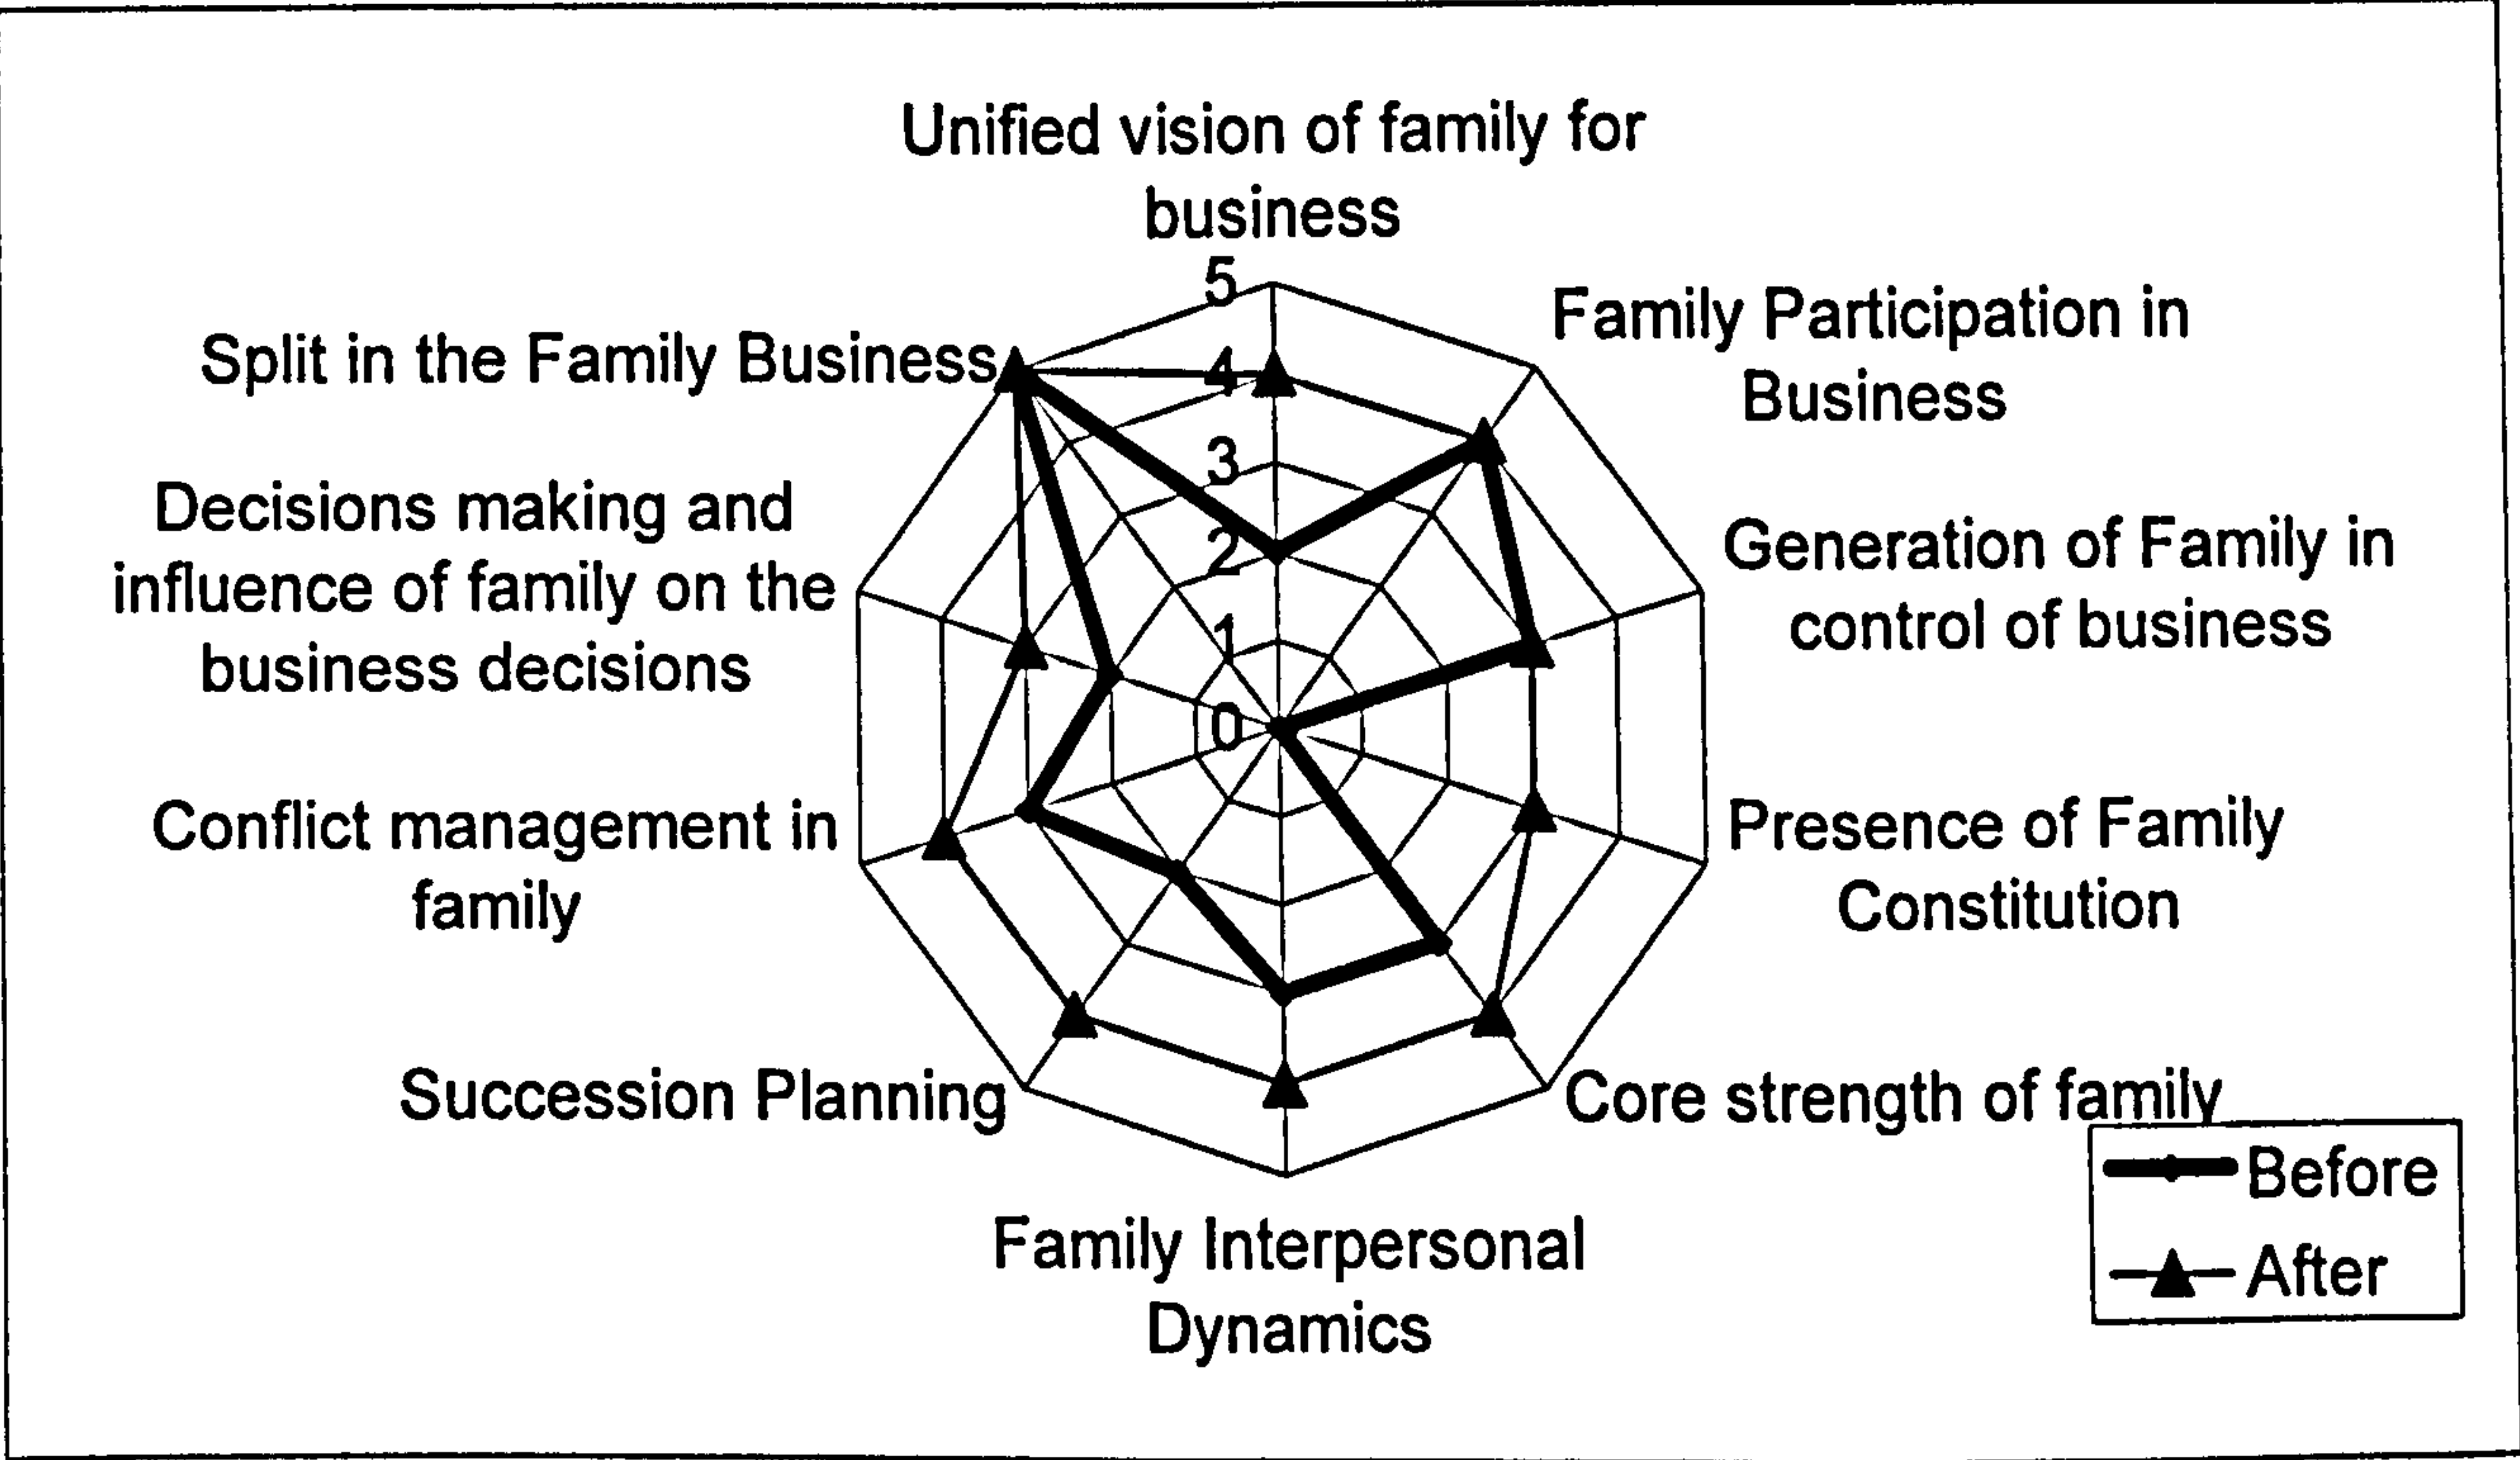 Unified vision of family for
business
Family Participation in
Business
Generation of Family in
control of business
Presence of Family
Constitution
Core strength of family
Family Interpersonal
Dynamics
Succession Planning
Conflict management in
family
Decisions making and
influence of family on the
business decisions
Split in the Family Business
5
4
3
2
1
0
Before
After